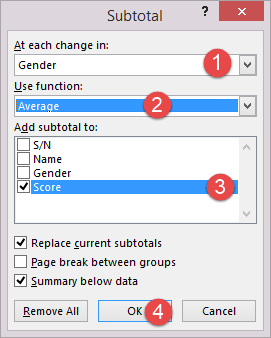 Subtotal ?
At each change in:
Gender 1
Use function:
Average 2
Add subtotal to:
S/N
Name
Gender
Score 3
Replace current subtotals
Page break between groups
Summary below data
Remove All OK 4 Cancel